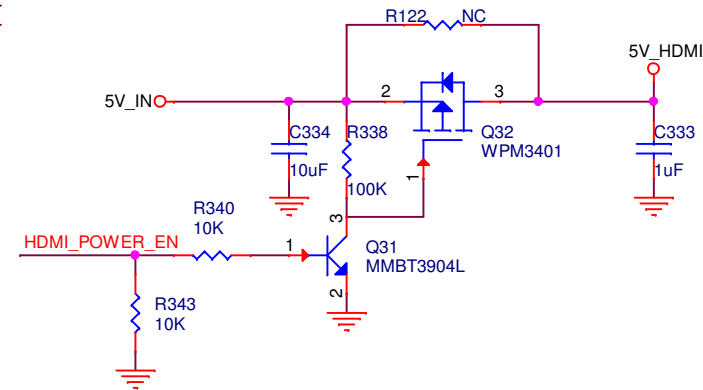 R122 NC
5V_HDMI
5V_IN
2
3
C334
10uF
R338
100K
Q32
WPM3401
1
C333
1uF
R340
10K
HDMI_POWER_EN
1
3
Q31
MMBT3904L
2
R343
10K